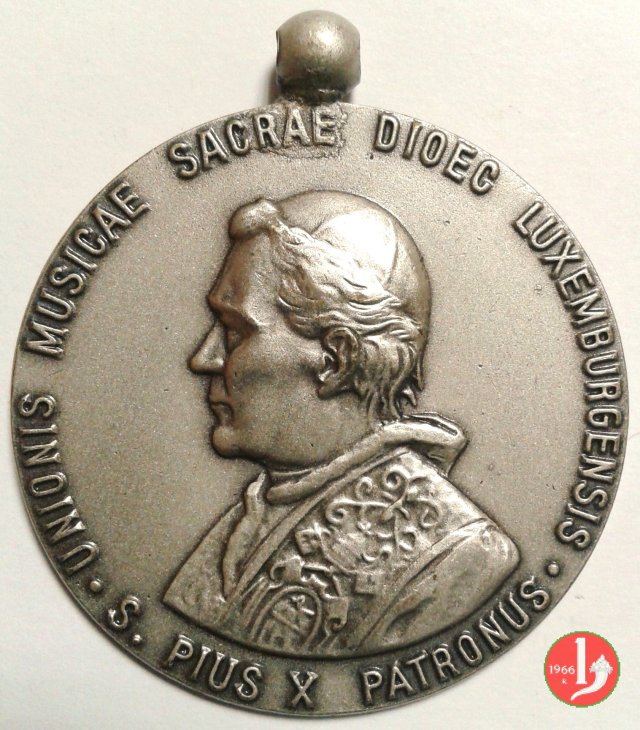 UNIONIS MUSICAE SACRAE DIOEC LUXEMBURGENSIS.
. S. PIUS X PATRONUS
1966
K